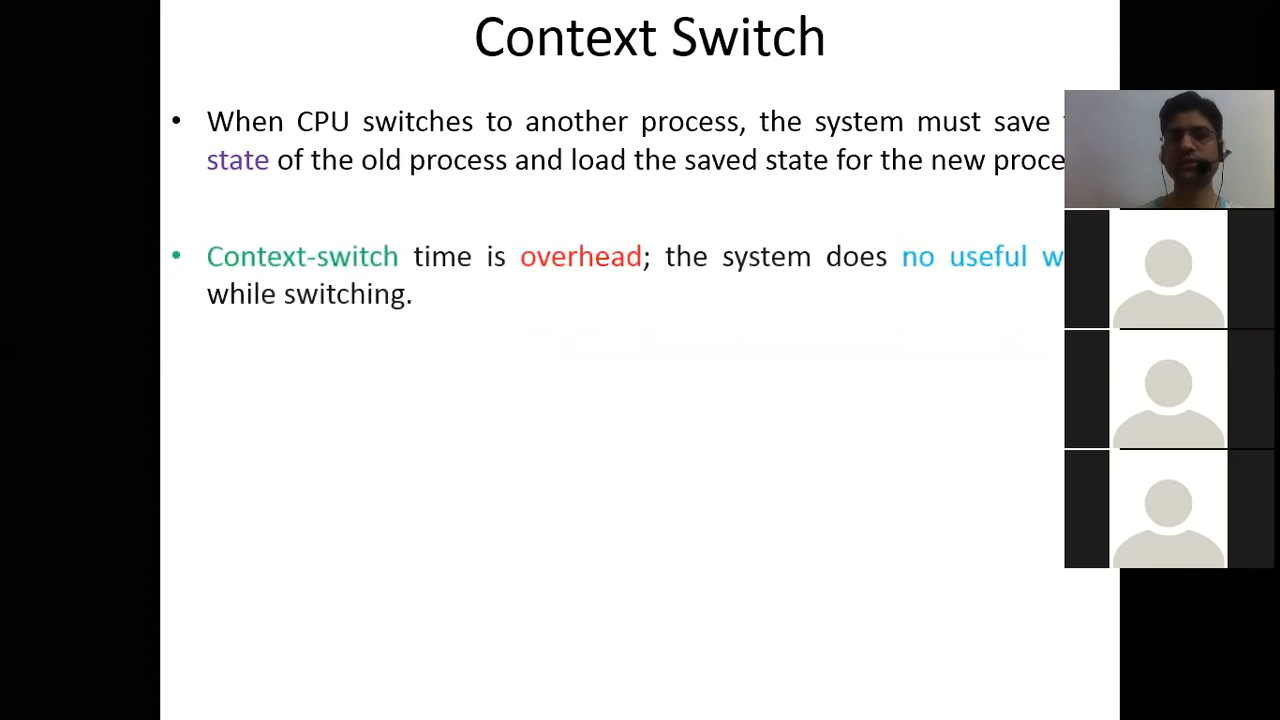 Context Switch
• When CPU switches to another process, the system must save
state of the old process and load the saved state for the new
• Context-switch time is overhead; the system does no useful
while switching.